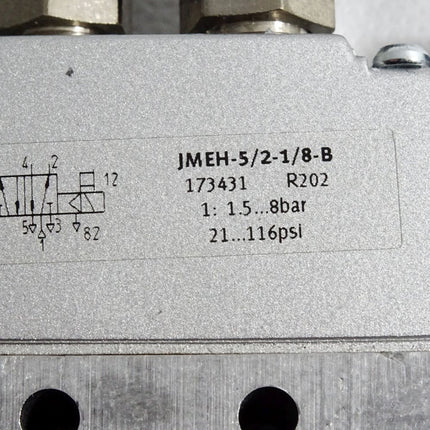 JMEH-5/2-1/8-B
173431 R202
1: 1.5...8bar
21...116psi
4 2
12
5 3
1
82